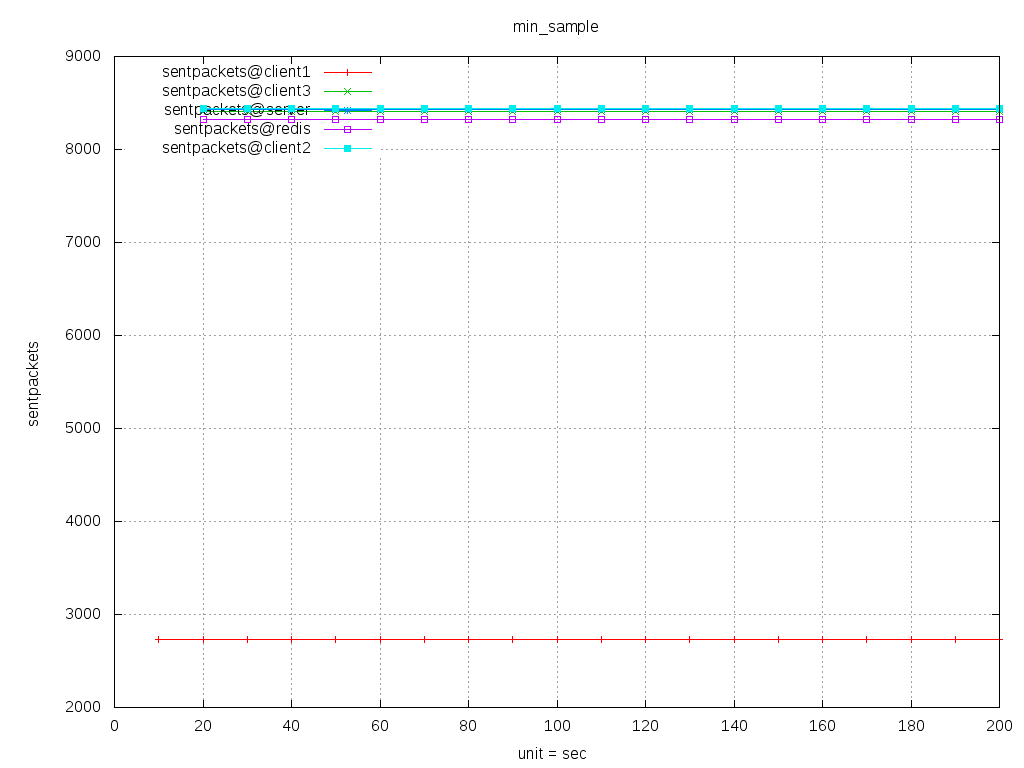 min_sample
9000
8000
7000
6000
5000
4000
3000
2000
sentpackets
sentpackets@client1
sentpackets@client3
sentpackets@server
sentpackets@redis
sentpackets@client2
0 20 40 60 80 100 120 140 160 180 200
unit = sec